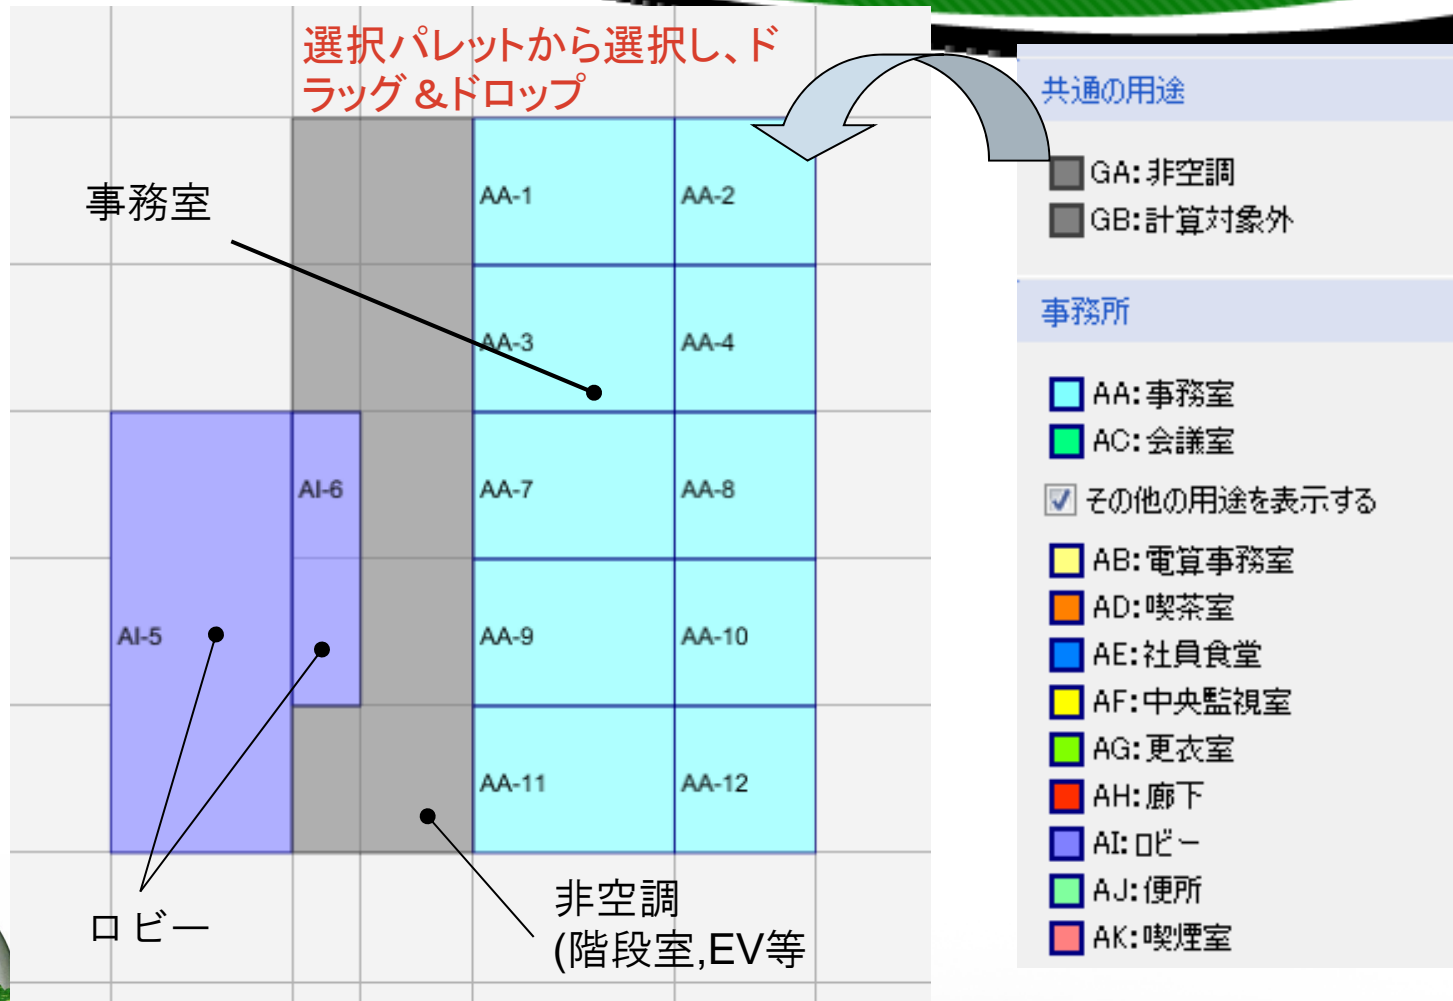 選択パレットから選択し、ド
ラッグ&ドロップ
事務室
AA-1
AA-2
AA-3
AA-4
AI-6
AA-7
AA-8
AI-5
AA-9
AA-10
AA-11
AA-12
ロビー
非空調
(階段室,EV等
共通の用途
GA:非空調
GB:計算対象外
事務所
AA:事務室
AC:会議室
その他の用途を表示する
AB:電算事務室
AD:喫茶室
AE:社員食堂
AF:中央監視室
AG:更衣室
AH:廊下
AI:ロビー
AJ:便所
AK:喫煙室